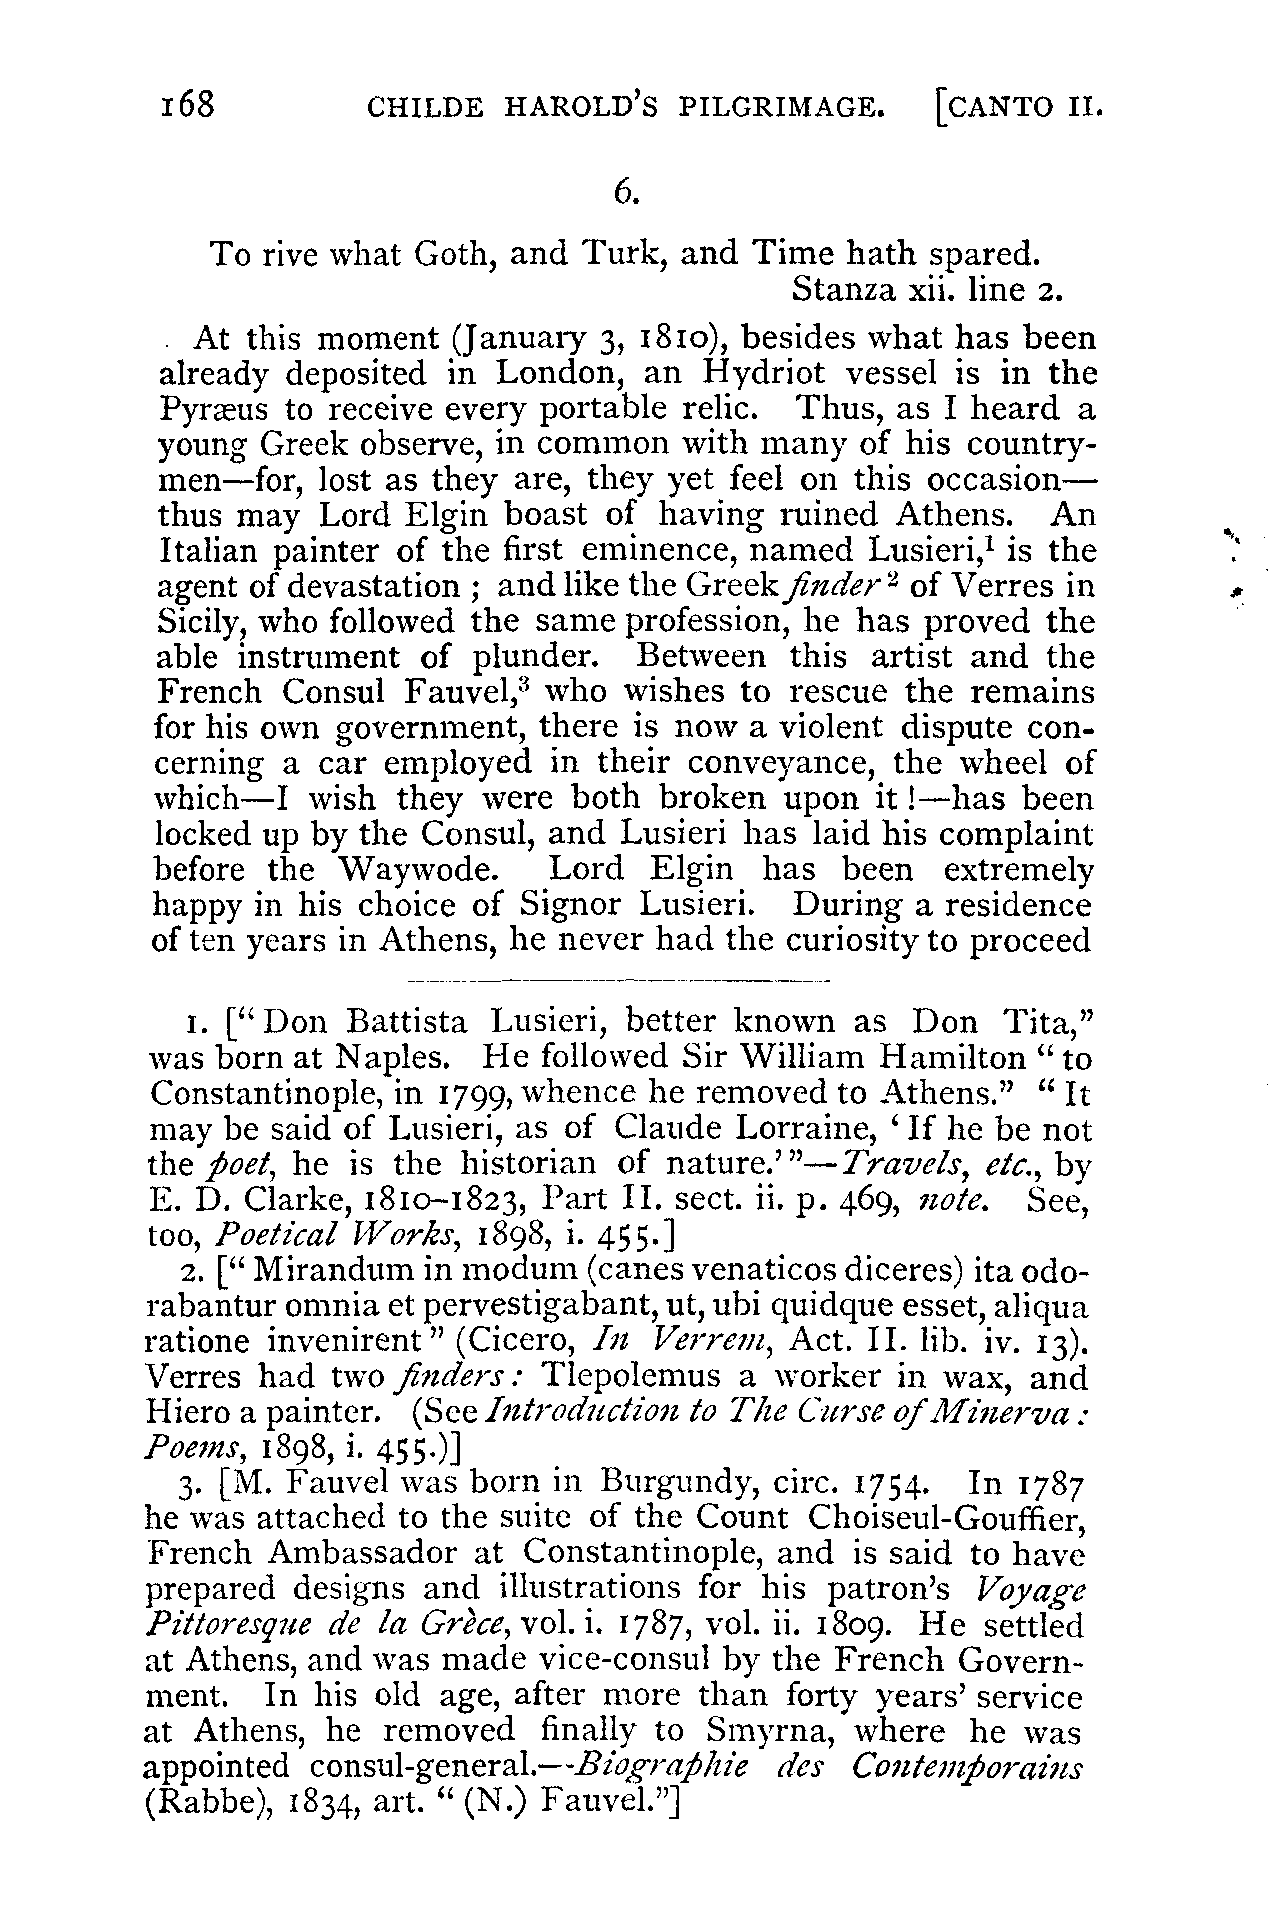 168 CHILDE HAROLD'S PILGRIMAGE. [CANTO II.
6.
To rive what Goth, and Turk, and Time hath spared.
Stanza xii. line 2.
At this moment (January 3, 1810), besides what has been
already deposited in London, an Hydriot vessel is in the
Pyræus to receive every portable relic. Thus, as I heard a
young Greek observe, in common with many of his country-
men—for, lost as they are, they yet feel on this occasion—
thus may Lord Elgin boast of having ruined Athens. An
Italian painter of the first eminence, named Lusieri,¹ is the
agent of devastation ; and like the Greek finder² of Verres in
Sicily, who followed the same profession, he has proved the
able instrument of plunder. Between this artist and the
French Consul Fauvel,³ who wishes to rescue the remains
for his own government, there is now a violent dispute con-
cerning a car employed in their conveyance, the wheel of
which—I wish they were both broken upon it !—has been
locked up by the Consul, and Lusieri has laid his complaint
before the Waywode. Lord Elgin has been extremely
happy in his choice of Signor Lusieri. During a residence
of ten years in Athens, he never had the curiosity to proceed
1. [“ Don Battista Lusieri, better known as Don Tita,”
was born at Naples. He followed Sir William Hamilton “ to
Constantinople, in 1799, whence he removed to Athens.” “ It
may be said of Lusieri, as of Claude Lorraine, ‘ If he be not
the poet, he is the historian of nature.’ ”—Travels, etc., by
E. D. Clarke, 1810–1823, Part II. sect. ii. p. 469, note. See,
too, Poetical Works, 1898, i. 455.]
2. [“ Mirandum in modum (canes venaticos diceres) ita odo-
rabantur omnia et pervestigabant, ut, ubi quidque esset, aliqua
ratione invenirent ” (Cicero, In Verrem, Act. II. lib. iv. 13).
Verres had two finders : Tlepolemus a worker in wax, and
Hiero a painter. (See Introduction to The Curse of Minerva :
Poems, 1898, i. 455.)]
3. [M. Fauvel was born in Burgundy, circ. 1754. In 1787
he was attached to the suite of the Count Choiseul-Gouffier,
French Ambassador at Constantinople, and is said to have
prepared designs and illustrations for his patron's Voyage
Pittoresque de la Grèce, vol. i. 1787, vol. ii. 1809. He settled
at Athens, and was made vice-consul by the French Govern-
ment. In his old age, after more than forty years' service
at Athens, he removed finally to Smyrna, where he was
appointed consul-general.—Biographie des Contemporains
(Rabbe), 1834, art. “ (N.) Fauvel.”]